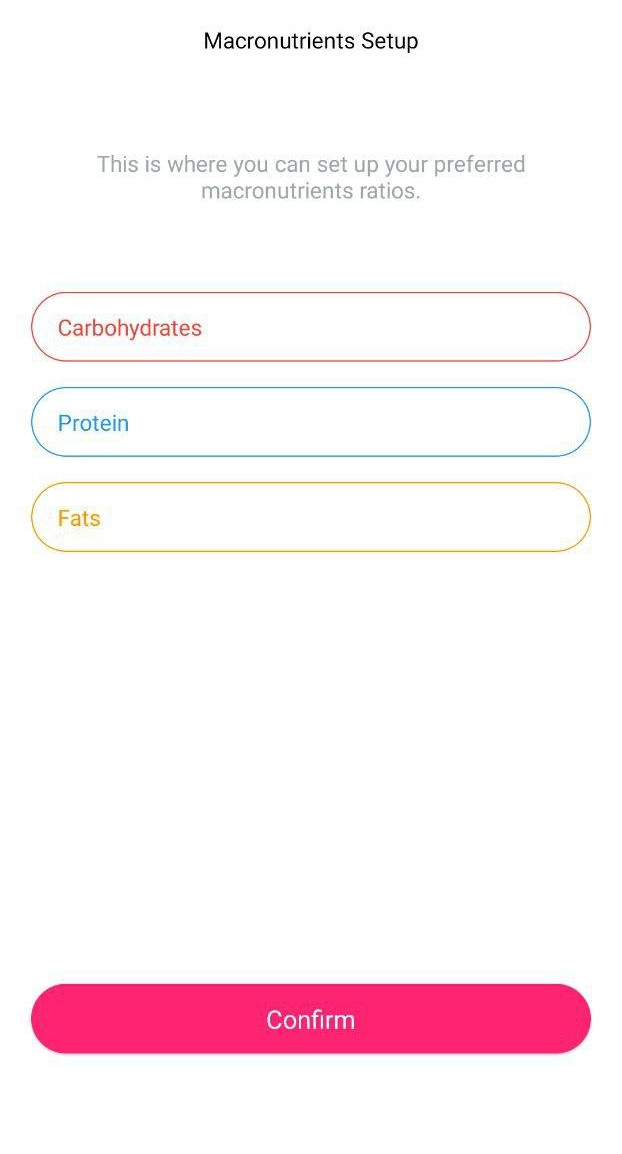 Macronutrients Setup
This is where you can set up your preferred
macronutrients ratios.
Carbohydrates
Protein
Fats
Confirm